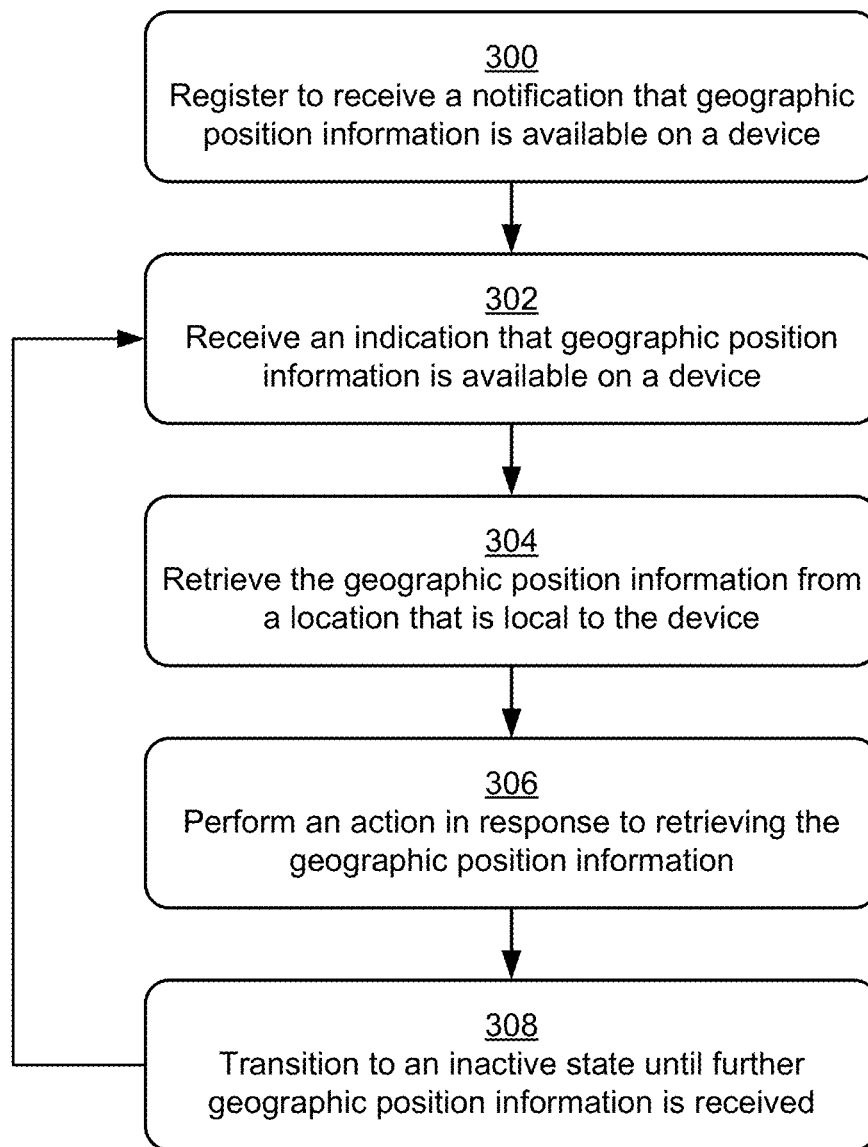 300
Register to receive a notification that geographic
position information is available on a device
302
Receive an indication that geographic position
information is available on a device
304
Retrieve the geographic position information from
a location that is local to the device
306
Perform an action in response to retrieving the
geographic position information
308
Transition to an inactive state until further
geographic position information is received